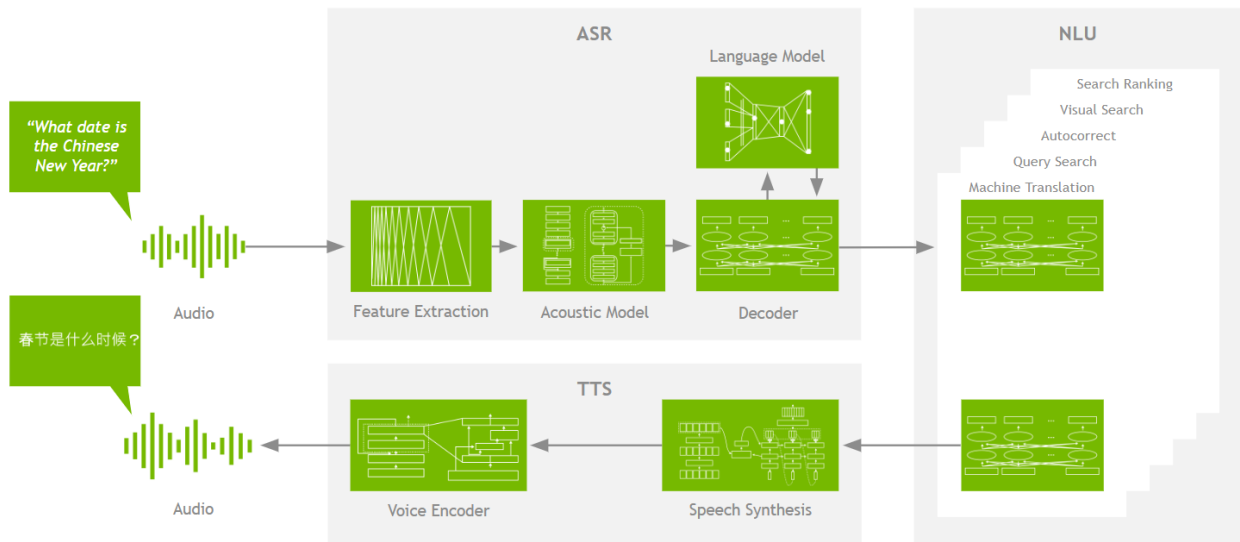 ASR
NLU
Language Model
Search Ranking
Visual Search
Autocorrect
Query Search
Machine Translation
“What date is
the Chinese
New Year?”
Audio
Feature Extraction
Acoustic Model
Decoder
春节是什么时候？
TTS
Audio
Voice Encoder
Speech Synthesis